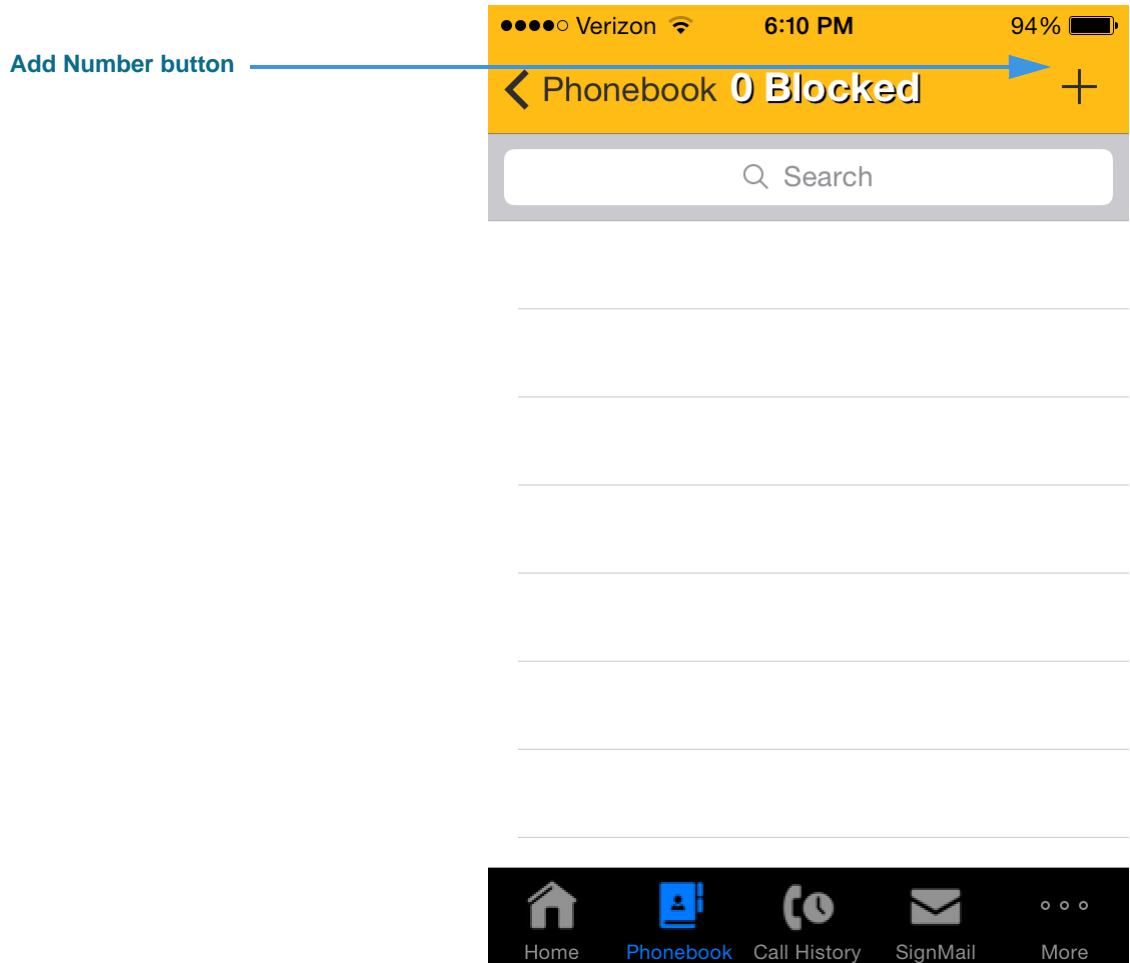 Verizon 6:10 PM 94%
Add Number button
Phonebook 0 Blocked +
Search
Home Phonebook Call History SignMail More